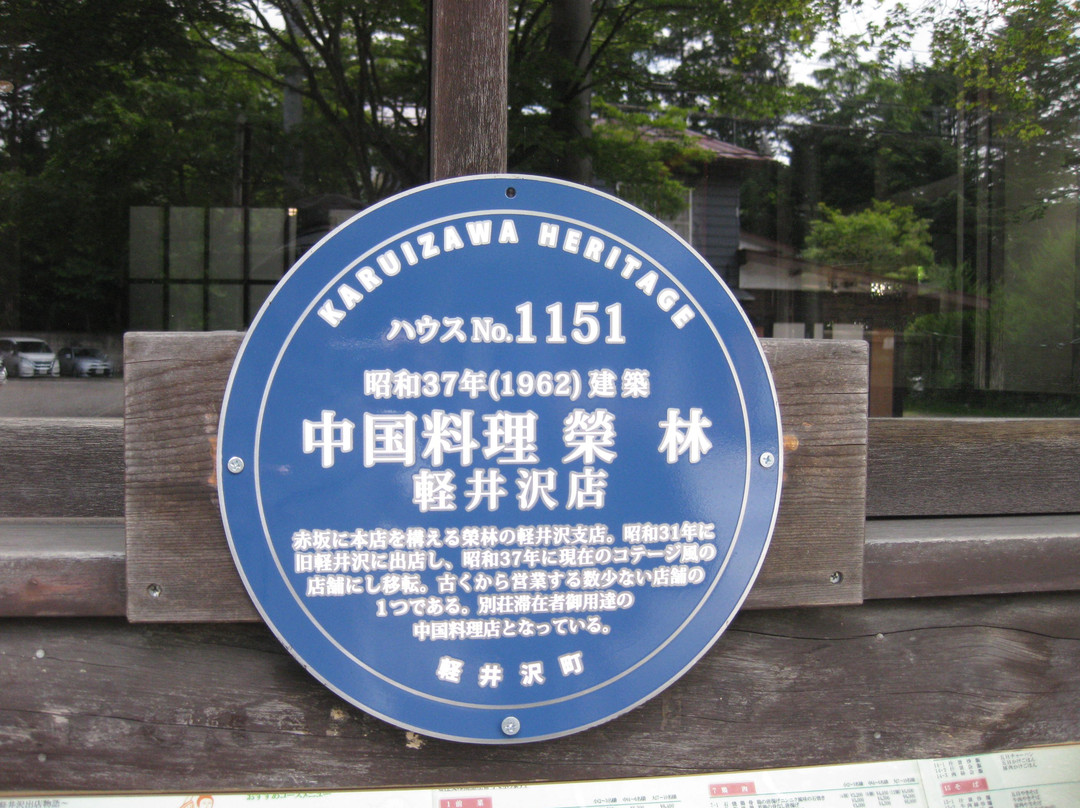 KARUIZAWA HERITAGE
ハウス No.1151
昭和37年(1962) 建築
中国料理 榮 林
軽井沢店
赤坂に本店を構える榮林の軽井沢支店。昭和31年に
旧軽井沢に出店し、昭和37年に現在のコテージ風の
店舗にし移転。古くから営業する数少ない店舗の
1つである。別荘滞在者御用達の
中国料理店となっている。
軽井沢町